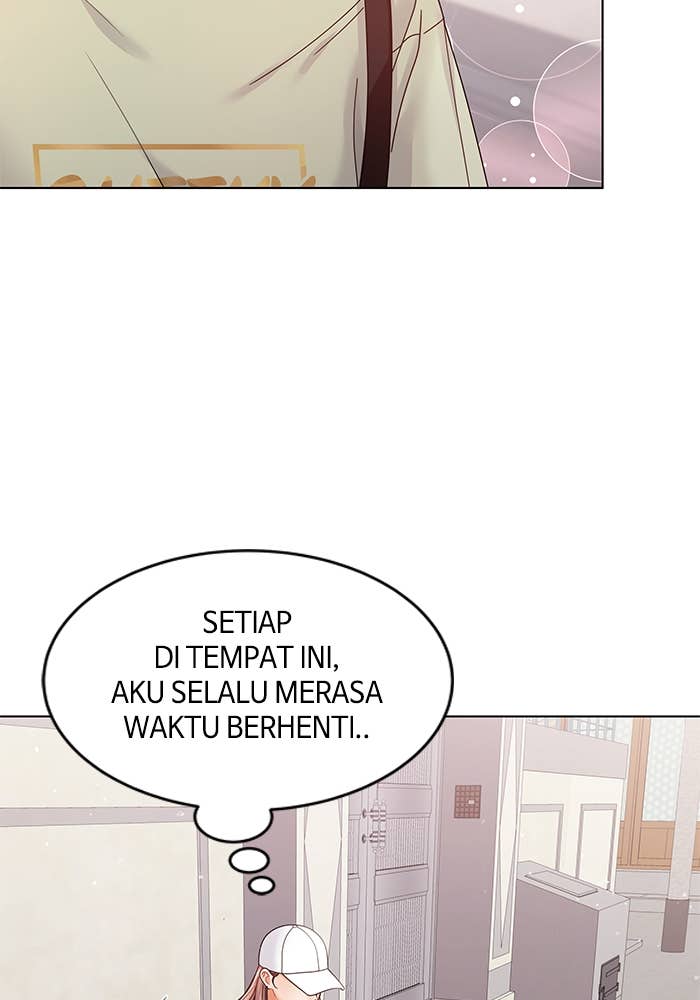 SETIAP
DI TEMPAT INI,
AKU SELALU MERASA
WAKTU BERHENTI..